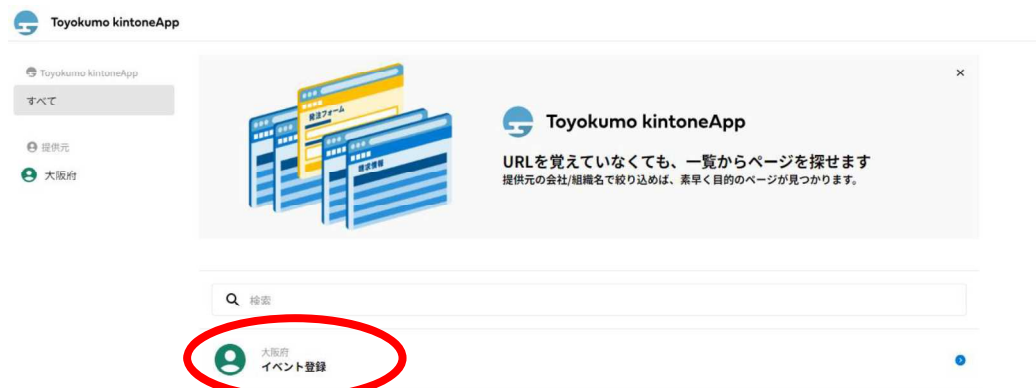 Toyokumo kintoneApp
Toyokumo kintoneApp
すべて
提供元
大阪府
発注フォーム
請求情報
Toyokumo kintoneApp
URLを覚えていなくても、一覧からページを探せます
提供元の会社/組織名で絞り込めば、素早く目的のページが見つかります。
検索
大阪府
イベント登録